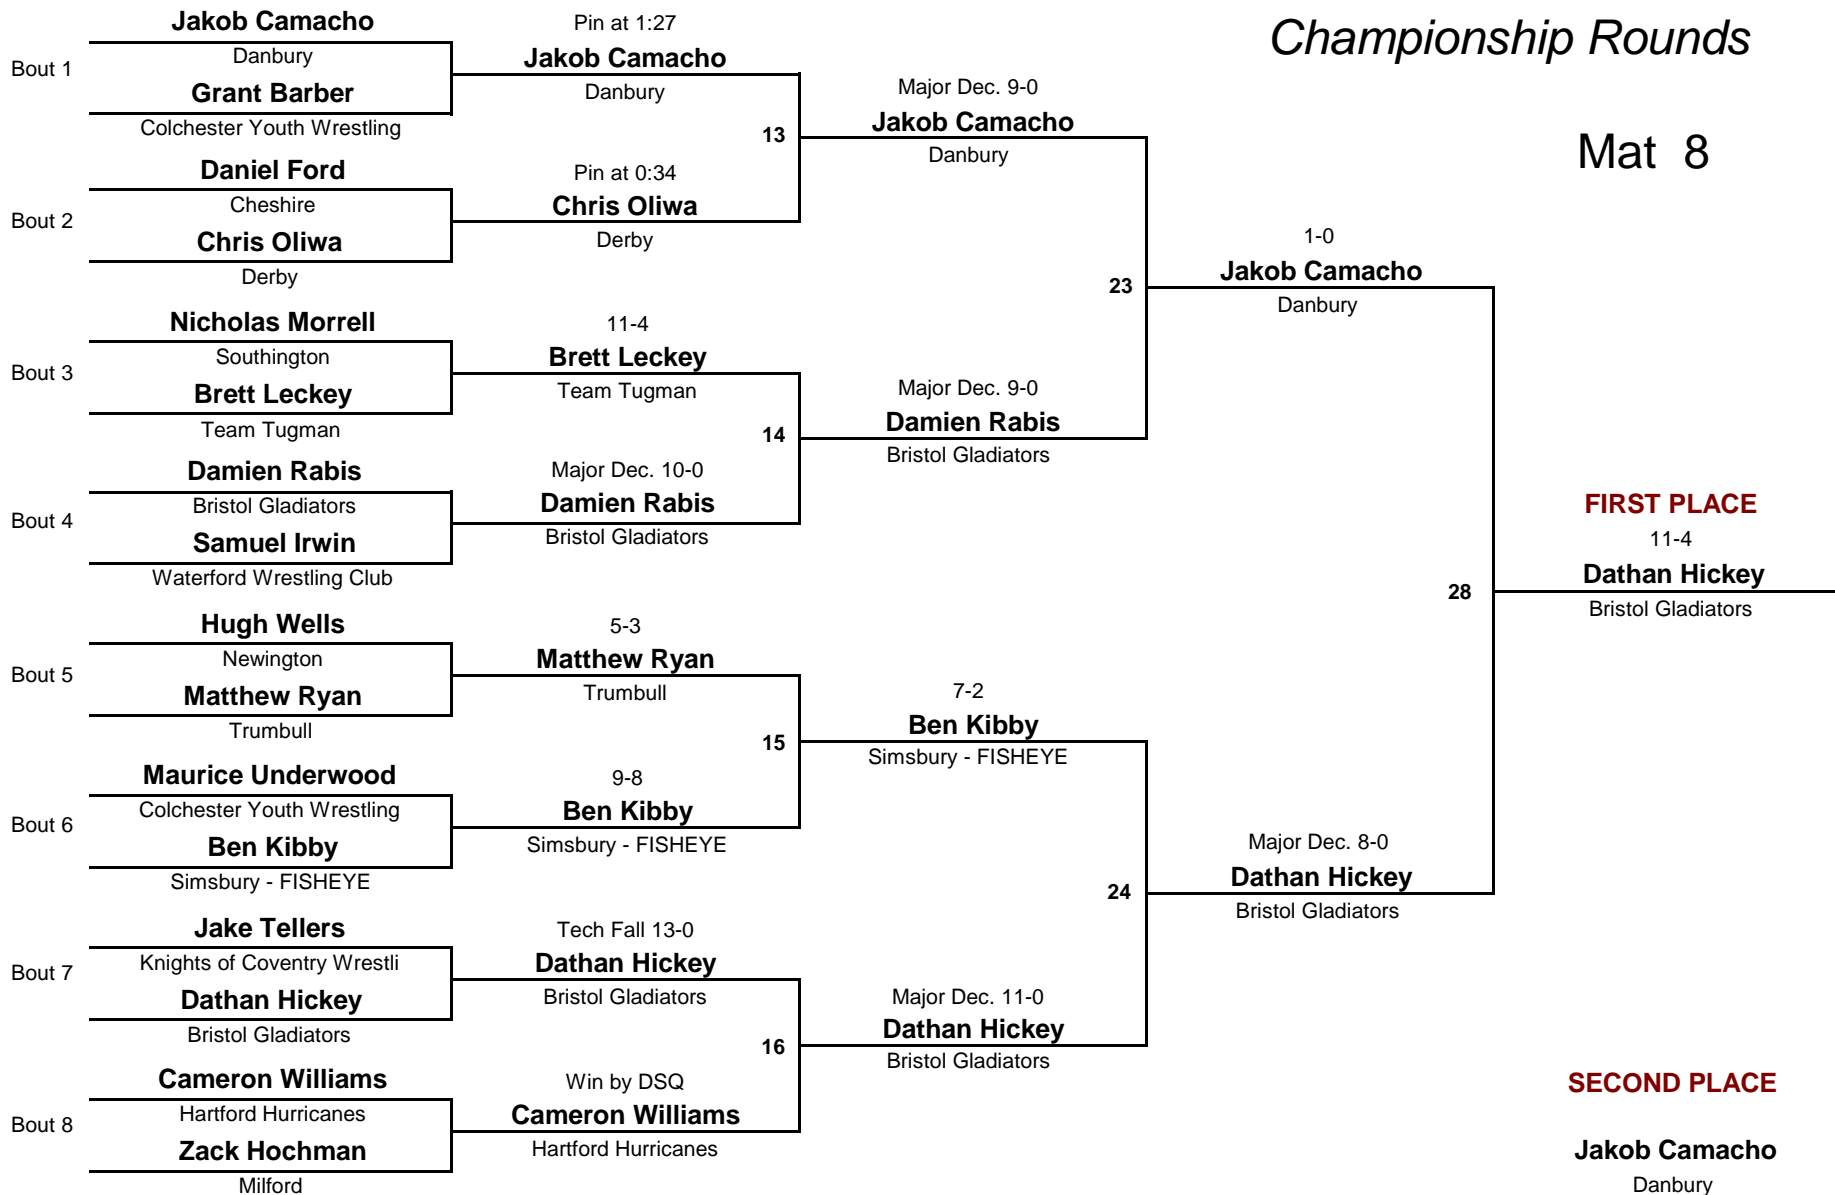 Championship Rounds
Mat 8
Bout 1
Jakob Camacho
Danbury
Grant Barber
Colchester Youth Wrestling
Bout 2
Daniel Ford
Cheshire
Chris Oliwa
Derby
Bout 3
Nicholas Morrell
Southington
Brett Leckey
Team Tugman
Bout 4
Damien Rabis
Bristol Gladiators
Samuel Irwin
Waterford Wrestling Club
Bout 5
Hugh Wells
Newington
Matthew Ryan
Trumbull
Bout 6
Maurice Underwood
Colchester Youth Wrestling
Ben Kibby
Simsbury - FISHEYE
Bout 7
Jake Tellers
Knights of Coventry Wrestli
Dathan Hickey
Bristol Gladiators
Bout 8
Cameron Williams
Hartford Hurricanes
Zack Hochman
Milford
Pin at 1:27
Jakob Camacho
Danbury
13
Pin at 0:34
Chris Oliwa
Derby
11-4
Brett Leckey
Team Tugman
14
Major Dec. 10-0
Damien Rabis
Bristol Gladiators
5-3
Matthew Ryan
Trumbull
15
9-8
Ben Kibby
Simsbury - FISHEYE
Tech Fall 13-0
Dathan Hickey
Bristol Gladiators
16
Win by DSQ
Cameron Williams
Hartford Hurricanes
Major Dec. 9-0
Jakob Camacho
Danbury
23
Major Dec. 9-0
Damien Rabis
Bristol Gladiators
7-2
Ben Kibby
Simsbury - FISHEYE
24
Major Dec. 11-0
Dathan Hickey
Bristol Gladiators
1-0
Jakob Camacho
Danbury
28
Major Dec. 8-0
Dathan Hickey
Bristol Gladiators
FIRST PLACE
11-4
Dathan Hickey
Bristol Gladiators
SECOND PLACE
Jakob Camacho
Danbury